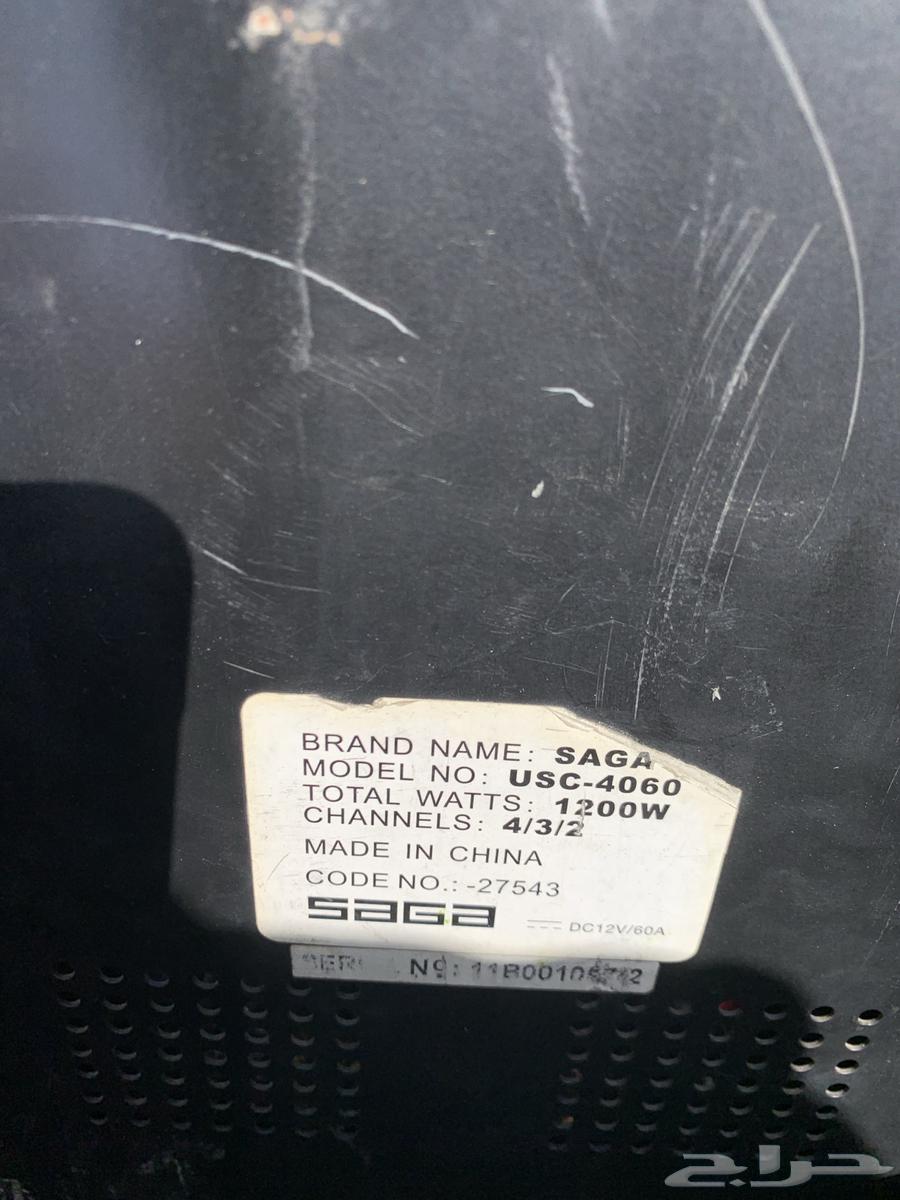 BRAND NAME: SAGA
MODEL NO: USC-4060
TOTAL WATTS: 1200W
CHANNELS: 4/3/2
MADE IN CHINA
CODE NO.: -27543
saga
DC12V/60A
NO:
حراج